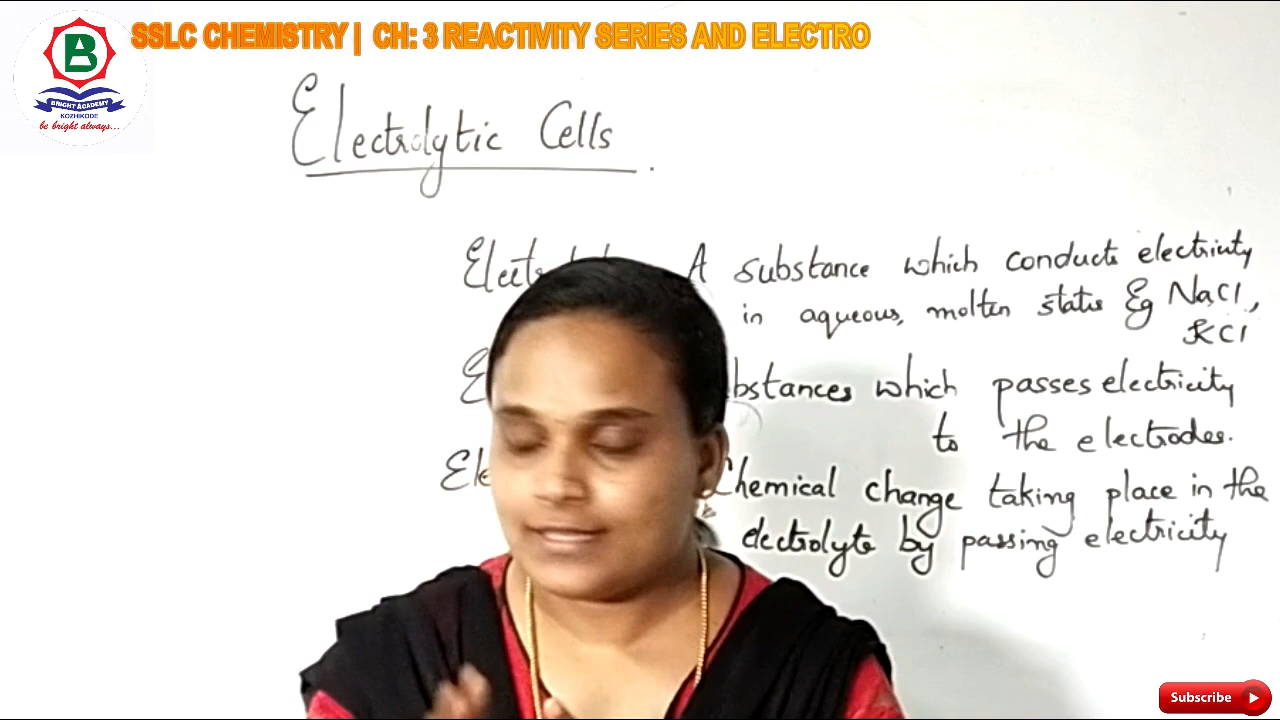 SSLC CHEMISTRY | CH: 3 REACTIVITY SERIES AND ELECTRO
B
BRIGHT ACADEMY
KOZHIKODE
be bright always...
Electrolytic Cells.
A substance which conducts electricity
in aqueous, molten states Eg NaCl,
KCl
bstances which passes electricity
to the electrodes.
Chemical change taking place in the
electrolyte by passing electricity
Subscribe